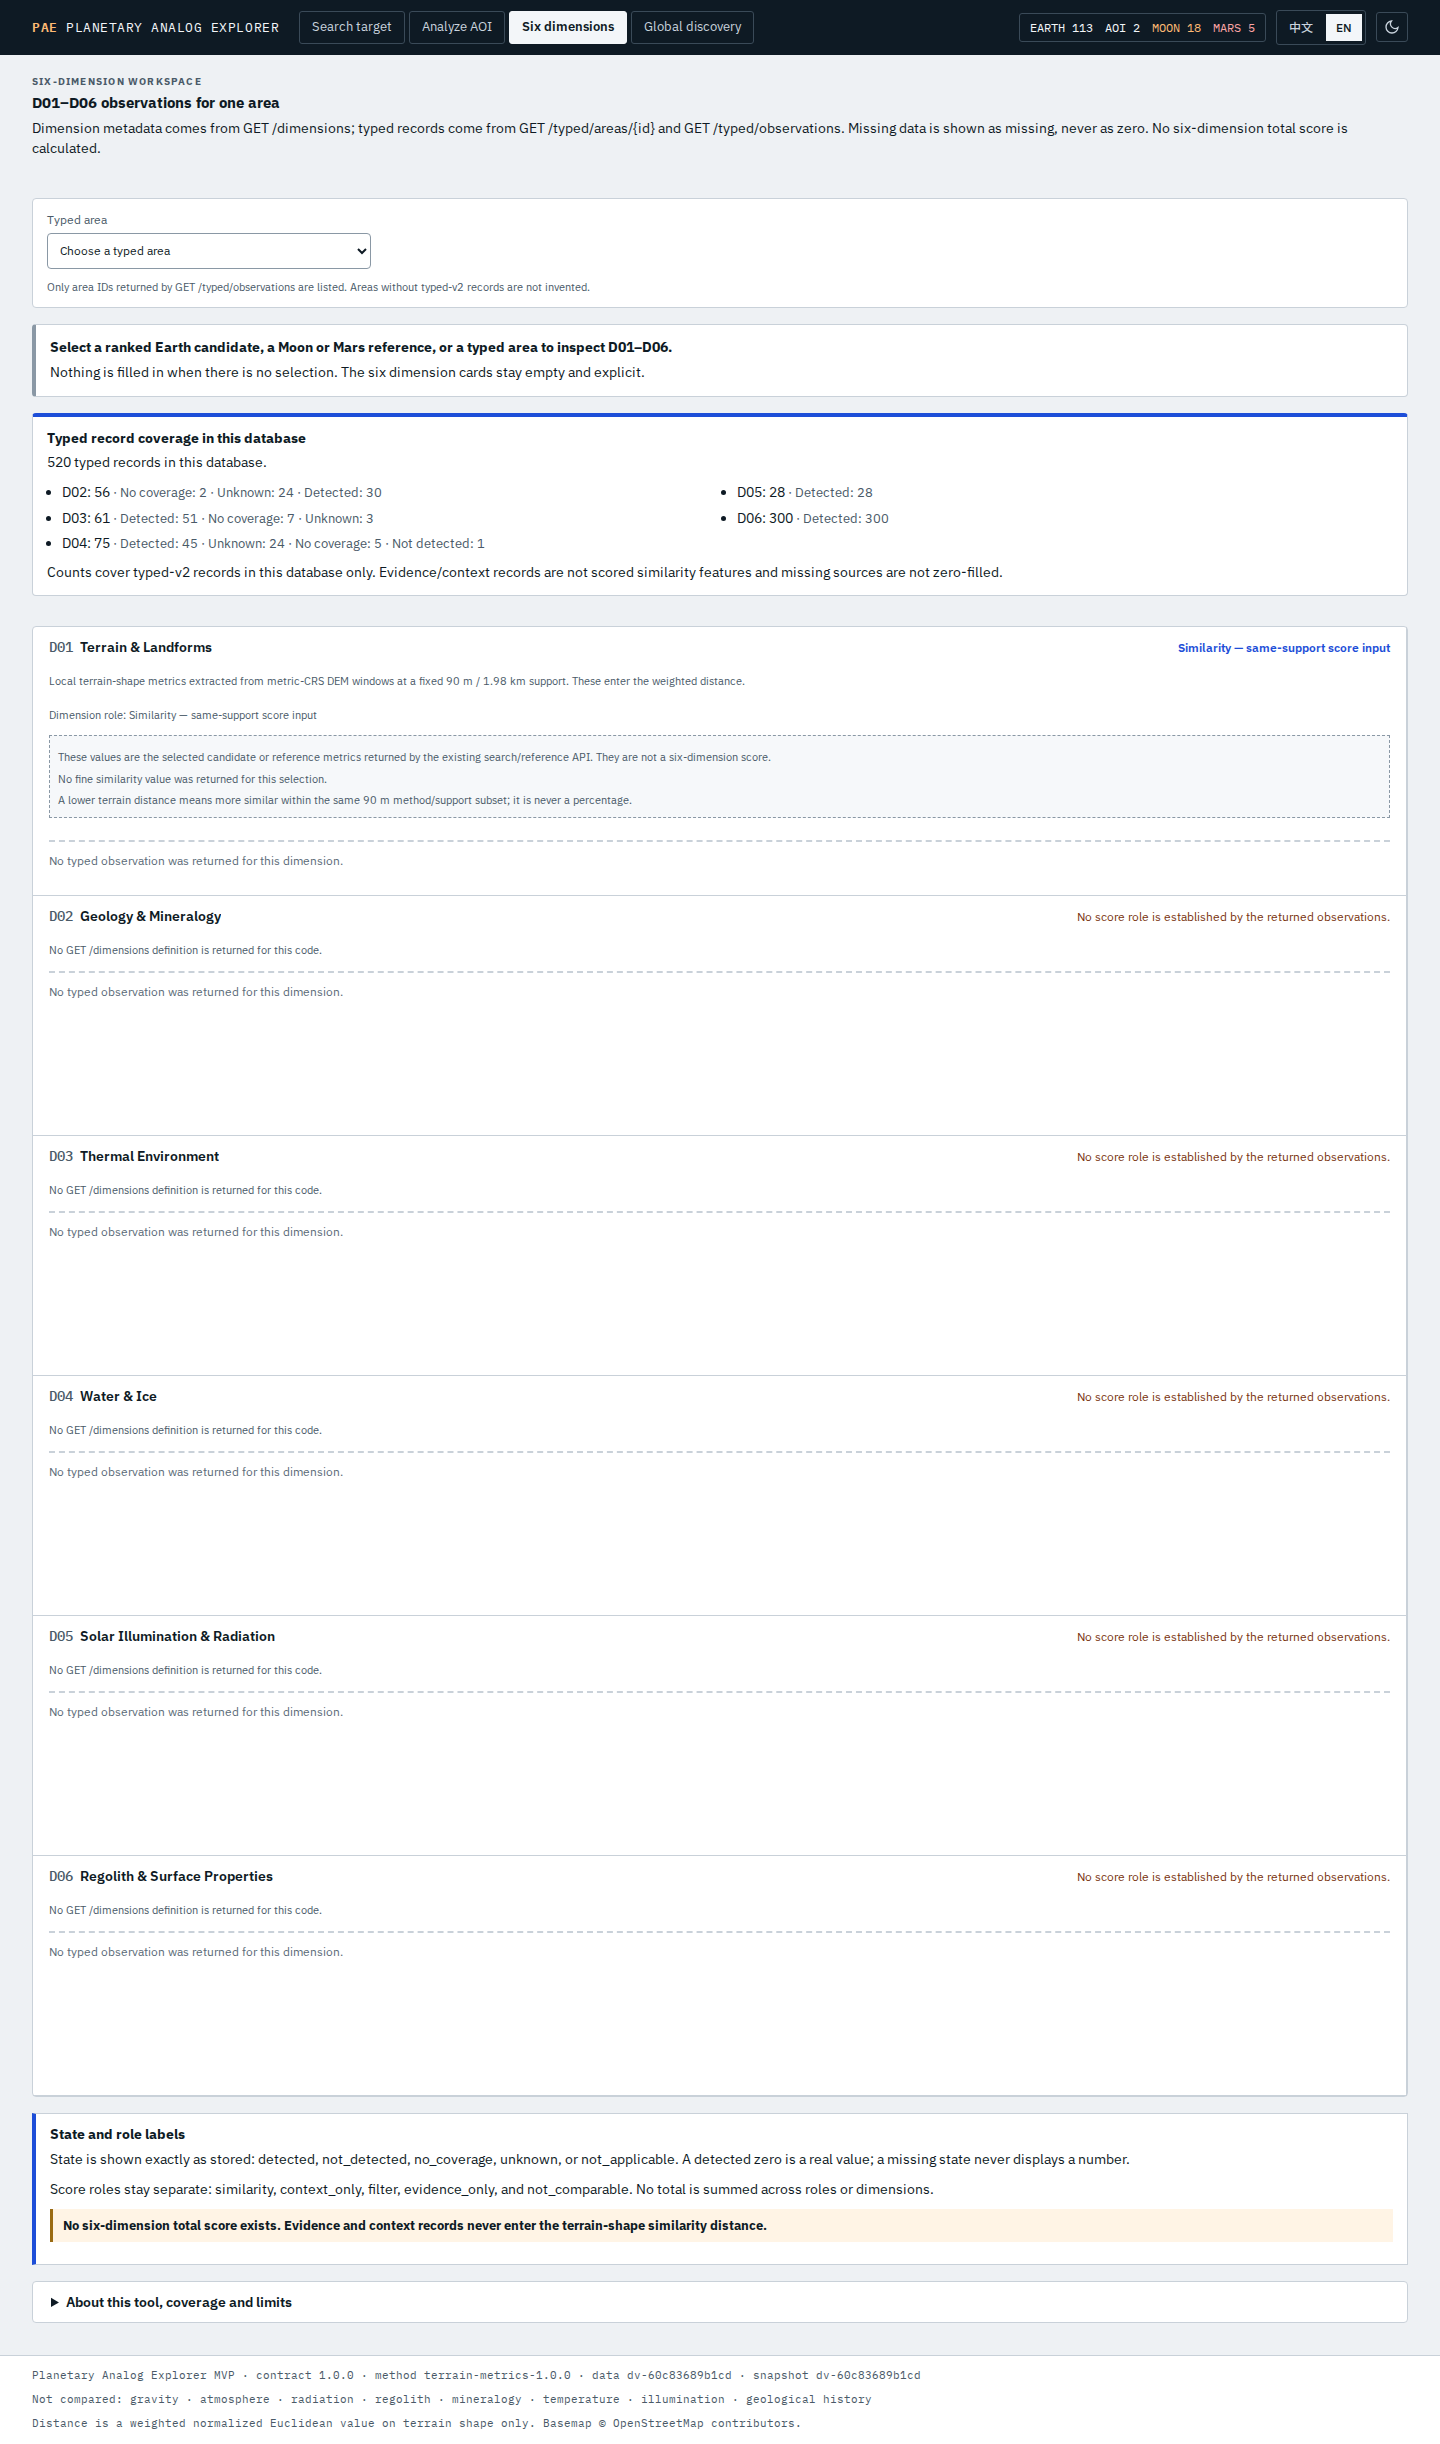 PAE PLANETARY ANALOG EXPLORER
Search target
Analyze AOI
Six dimensions
Global discovery
EARTH 113 AOI 2 MOON 18 MARS 5
中文
EN
SIX-DIMENSION WORKSPACE
D01–D06 observations for one area
Dimension metadata comes from GET /dimensions; typed records come from GET /typed/areas/{id} and GET /typed/observations. Missing data is shown as missing, never as zero. No six-dimension total score is
calculated.
Typed area
Choose a typed area
Only area IDs returned by GET /typed/observations are listed. Areas without typed-v2 records are not invented.
Select a ranked Earth candidate, a Moon or Mars reference, or a typed area to inspect D01–D06.
Nothing is filled in when there is no selection. The six dimension cards stay empty and explicit.
Typed record coverage in this database
520 typed records in this database.
D02: 56 · No coverage: 2 · Unknown: 24 · Detected: 30
D03: 61 · Detected: 51 · No coverage: 7 · Unknown: 3
D04: 75 · Detected: 45 · Unknown: 24 · No coverage: 5 · Not detected: 1
D05: 28 · Detected: 28
D06: 300 · Detected: 300
Counts cover typed-v2 records in this database only. Evidence/context records are not scored similarity features and missing sources are not zero-filled.
D01 Terrain & Landforms
Similarity — same-support score input
Local terrain-shape metrics extracted from metric-CRS DEM windows at a fixed 90 m / 1.98 km support. These enter the weighted distance.
Dimension role: Similarity — same-support score input
These values are the selected candidate or reference metrics returned by the existing search/reference API. They are not a six-dimension score.
No fine similarity value was returned for this selection.
A lower terrain distance means more similar within the same 90 m method/support subset; it is never a percentage.
No typed observation was returned for this dimension.
D02 Geology & Mineralogy
No score role is established by the returned observations.
No GET /dimensions definition is returned for this code.
No typed observation was returned for this dimension.
D03 Thermal Environment
No score role is established by the returned observations.
No GET /dimensions definition is returned for this code.
No typed observation was returned for this dimension.
D04 Water & Ice
No score role is established by the returned observations.
No GET /dimensions definition is returned for this code.
No typed observation was returned for this dimension.
D05 Solar Illumination & Radiation
No score role is established by the returned observations.
No GET /dimensions definition is returned for this code.
No typed observation was returned for this dimension.
D06 Regolith & Surface Properties
No score role is established by the returned observations.
No GET /dimensions definition is returned for this code.
No typed observation was returned for this dimension.
State and role labels
State is shown exactly as stored: detected, not_detected, no_coverage, unknown, or not_applicable. A detected zero is a real value; a missing state never displays a number.
Score roles stay separate: similarity, context_only, filter, evidence_only, and not_comparable. No total is summed across roles or dimensions.
No six-dimension total score exists. Evidence and context records never enter the terrain-shape similarity distance.
About this tool, coverage and limits
Planetary Analog Explorer MVP · contract 1.0.0 · method terrain-metrics-1.0.0 · data dv-60c83689b1cd · snapshot dv-60c83689b1cd
Not compared: gravity · atmosphere · radiation · regolith · mineralogy · temperature · illumination · geological history
Distance is a weighted normalized Euclidean value on terrain shape only. Basemap © OpenStreetMap contributors.